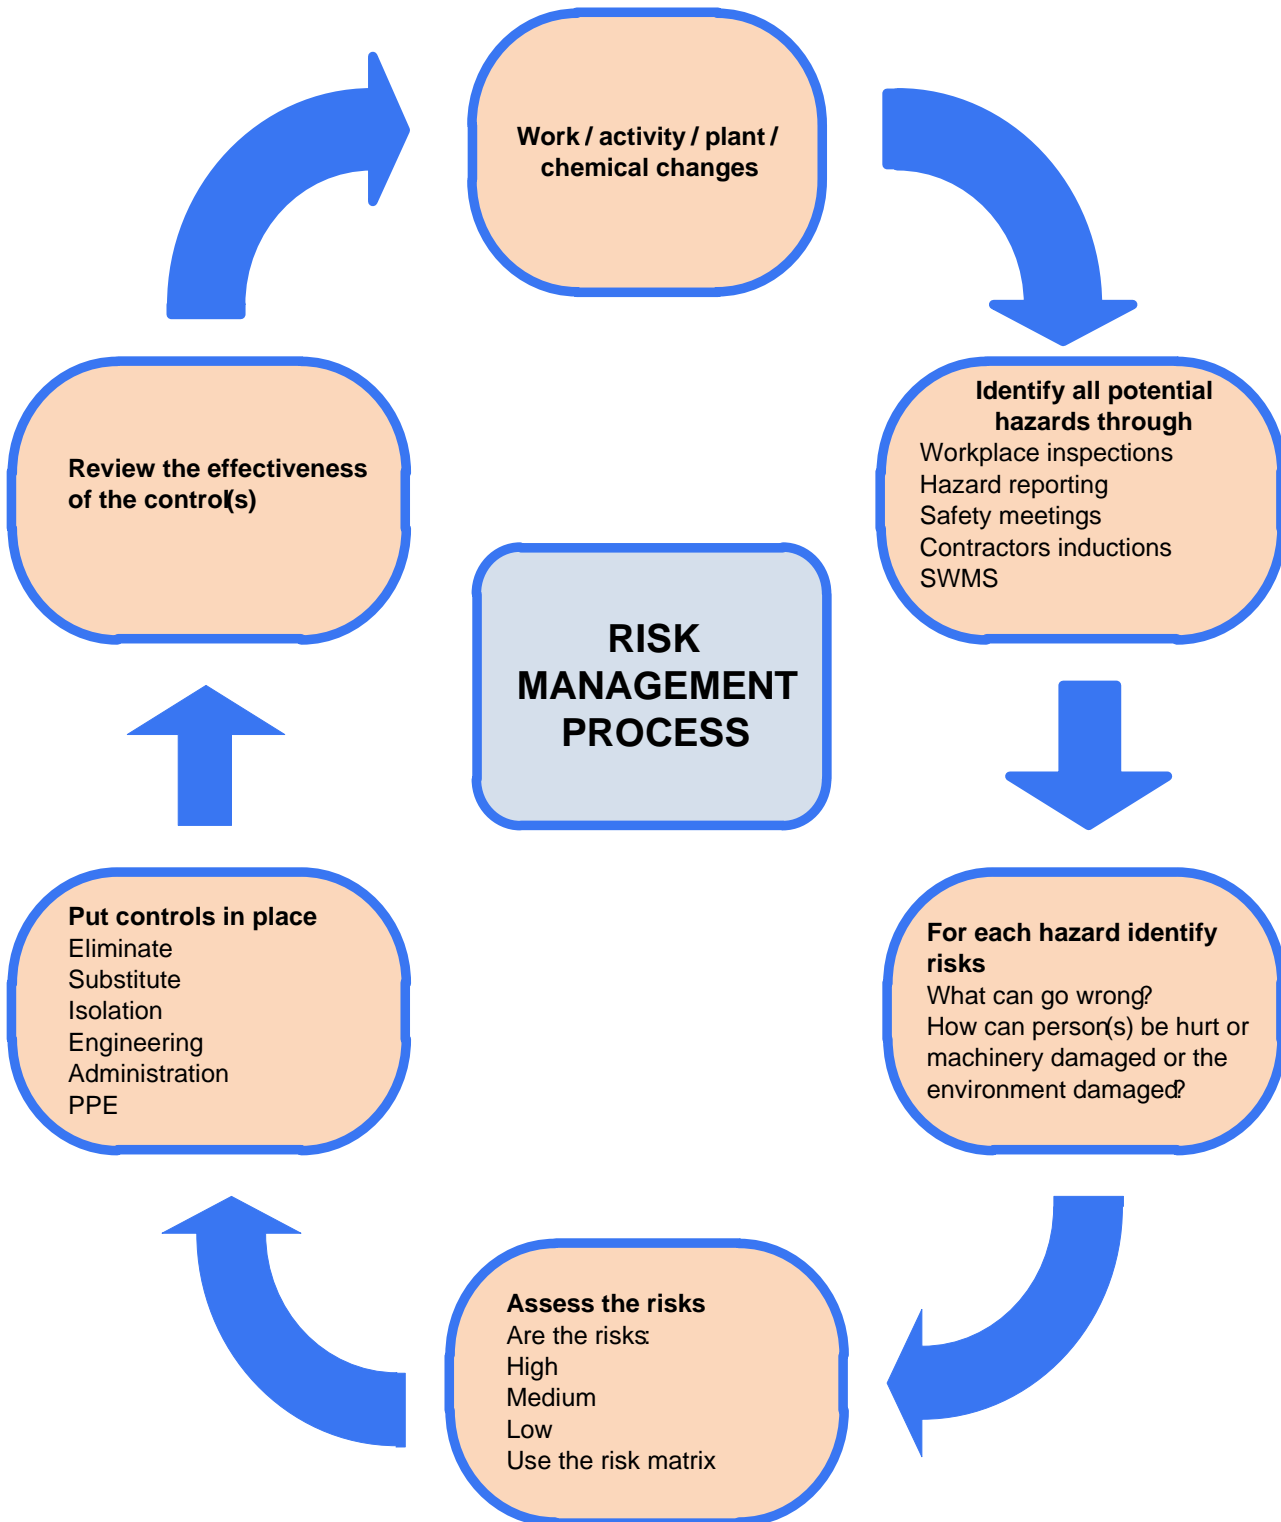 Work / activity / plant /
chemical changes
Identify all potential
hazards through
Workplace inspections
Hazard reporting
Safety meetings
Contractors inductions
SWMS
For each hazard identify
risks
What can go wrong?
How can person(s) be hurt or
machinery damaged or the
environment damaged?
Assess the risks
Are the risks:
High
Medium
Low
Use the risk matrix
Put controls in place
Eliminate
Substitute
Isolation
Engineering
Administration
PPE
Review the effectiveness
of the control(s)
RISK
MANAGEMENT
PROCESS